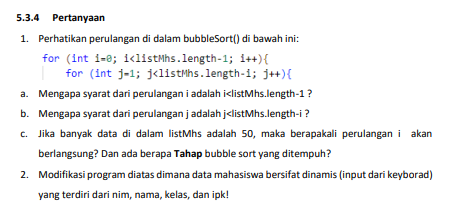 5.3.4 Pertanyaan
1. Perhatikan perulangan di dalam bubbleSort() di bawah ini:
for (int i=0; i<listMhs.length-1; i++){
for (int j=1; j<listMhs.length-i; j++){
a. Mengapa syarat dari perulangan i adalah i<listMhs.length-1 ?
b. Mengapa syarat dari perulangan j adalah j<listMhs.length-i ?
c. Jika banyak data di dalam listMhs adalah 50, maka berapakali perulangan i akan
berlangsung? Dan ada berapa Tahap bubble sort yang ditempuh?
2. Modifikasi program diatas dimana data mahasiswa bersifat dinamis (input dari keyborad)
yang terdiri dari nim, nama, kelas, dan ipk!